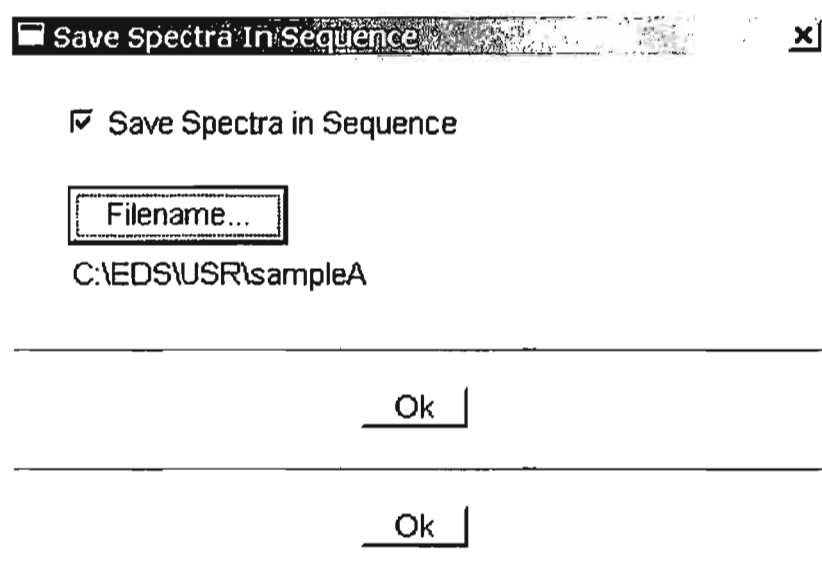 Save Spectra In Sequence
Save Spectra in Sequence
Filename...
C:\EDS\USR\sampleA
Ok
Ok